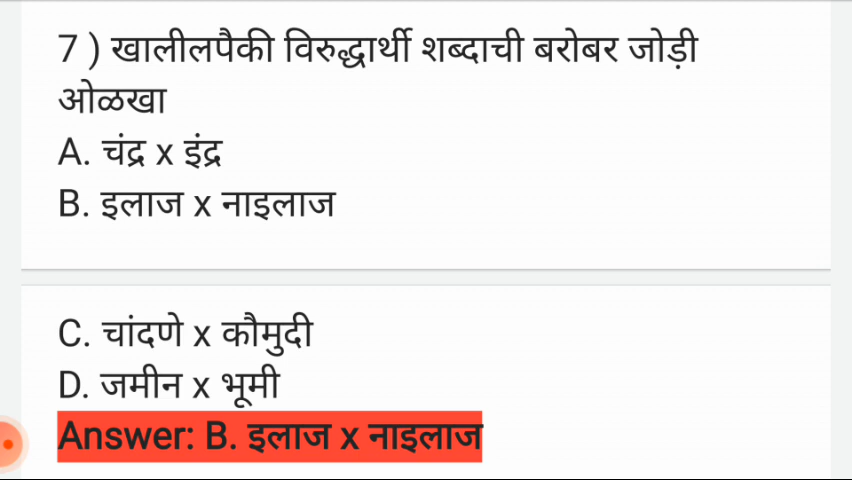 7 ) खालीलपैकी विरुद्धार्थी शब्दाची बरोबर जोड़ी
ओळखा
A. चंद्र x इंद्र
B. इलाज x नाइलाज
C. चांदणे x कौमुदी
D. जमीन x भूमी
Answer: B. इलाज x नाइलाज